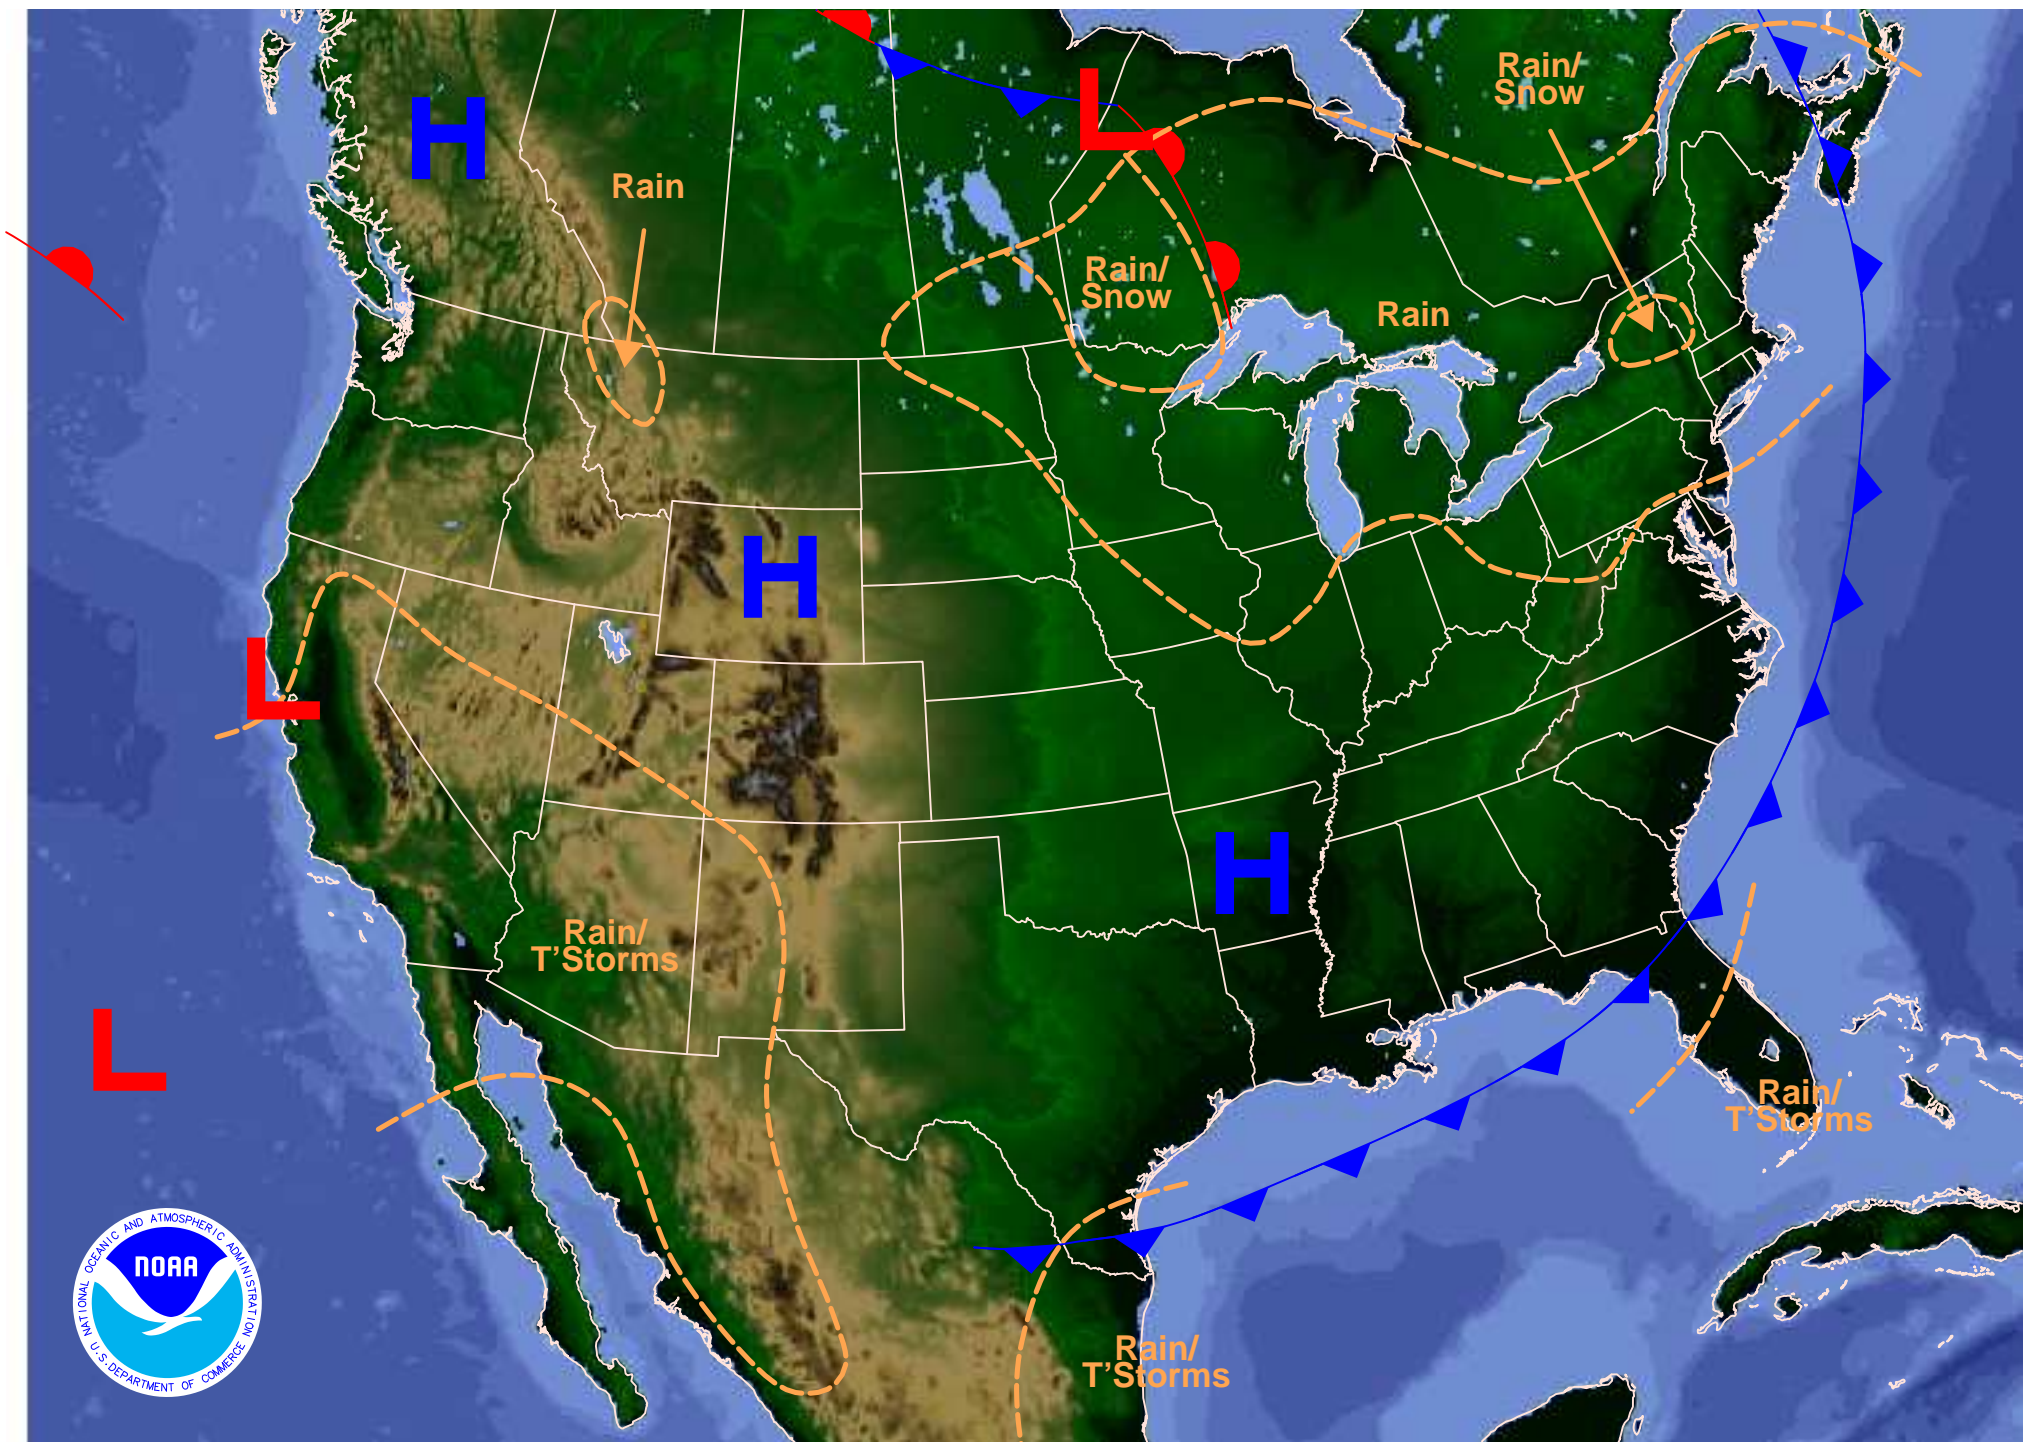 Rain/
Snow
H
L
Rain
Rain/
Snow
Rain
H
L
H
Rain/
T'Storms
L
Rain/
T'Storms
NATIONAL OCEANIC AND ATMOSPHERIC ADMINISTRATION
NOAA
U.S. DEPARTMENT OF COMMERCE
Rain/
T'Storms